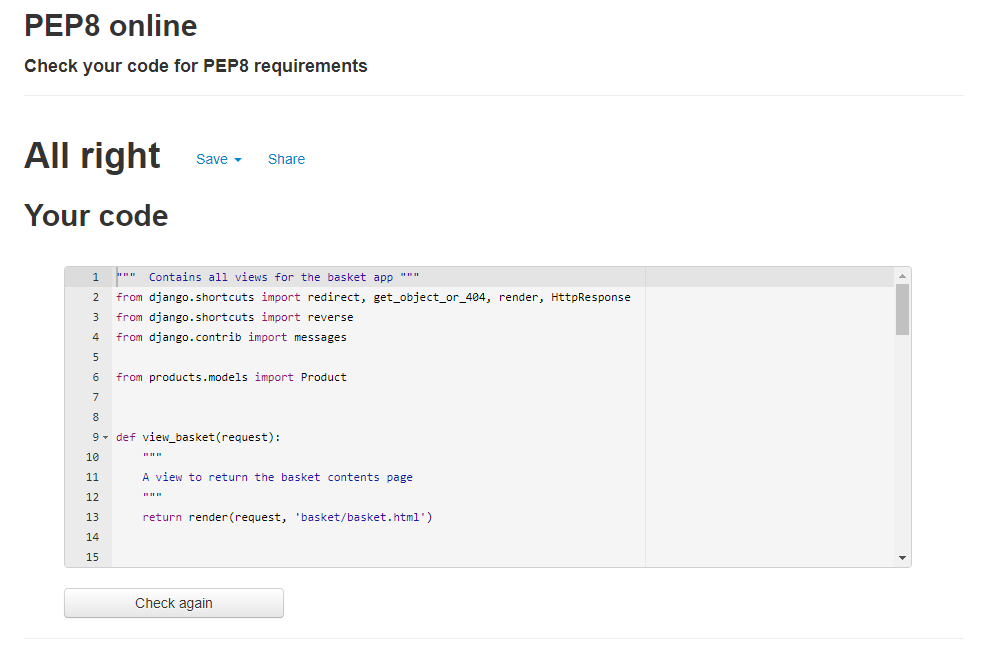 PEP8 online
Check your code for PEP8 requirements
All right Save Share
Your code
1 """  Contains all views for the basket app """
2 from django.shortcuts import redirect, get_object_or_404, render, HttpResponse
3 from django.shortcuts import reverse
4 from django.contrib import messages
5
6 from products.models import Product
7
8
9 def view_basket(request):
10     """
11     A view to return the basket contents page
12     """
13     return render(request, 'basket/basket.html')
14
15
Check again